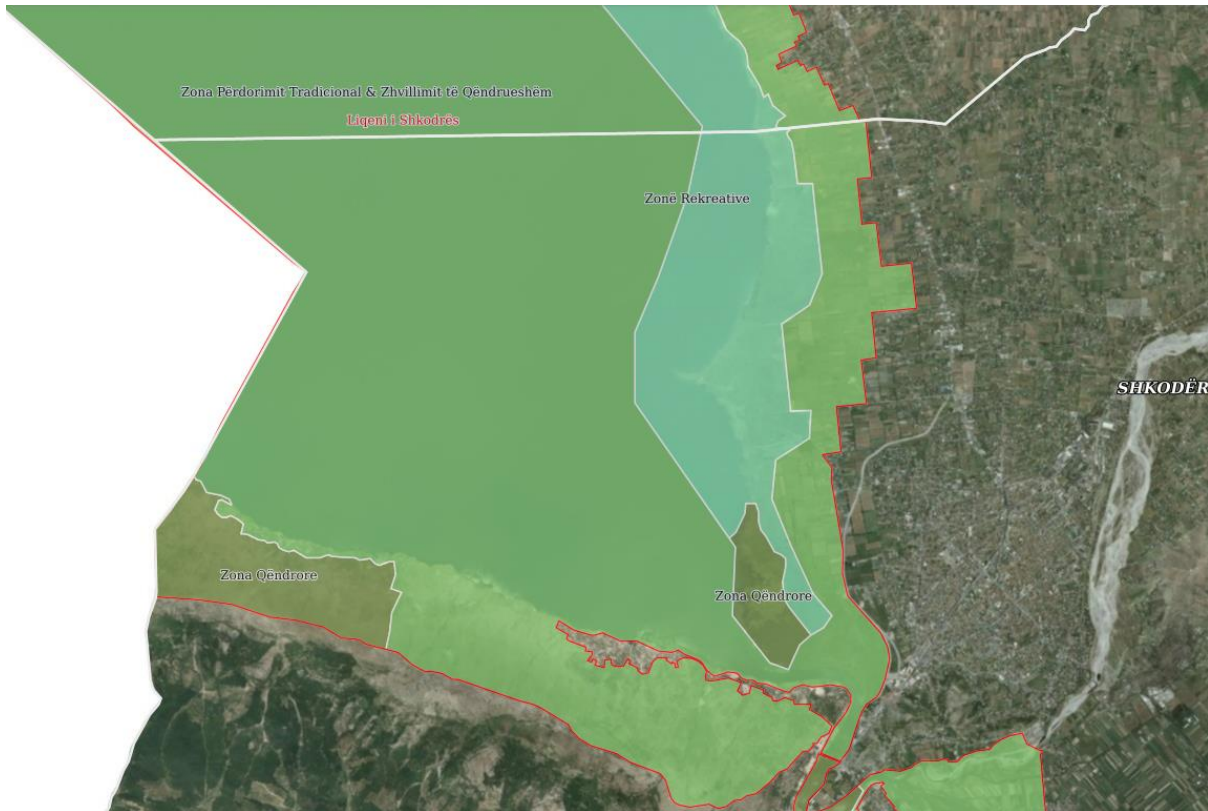 Zona Përdorimit Tradicional & Zhvillimit të Qëndrueshëm
Liqeni i Shkodrës
Zonë Rekreative
SHKODËR
Zona Qëndrore
Zona Qëndrore